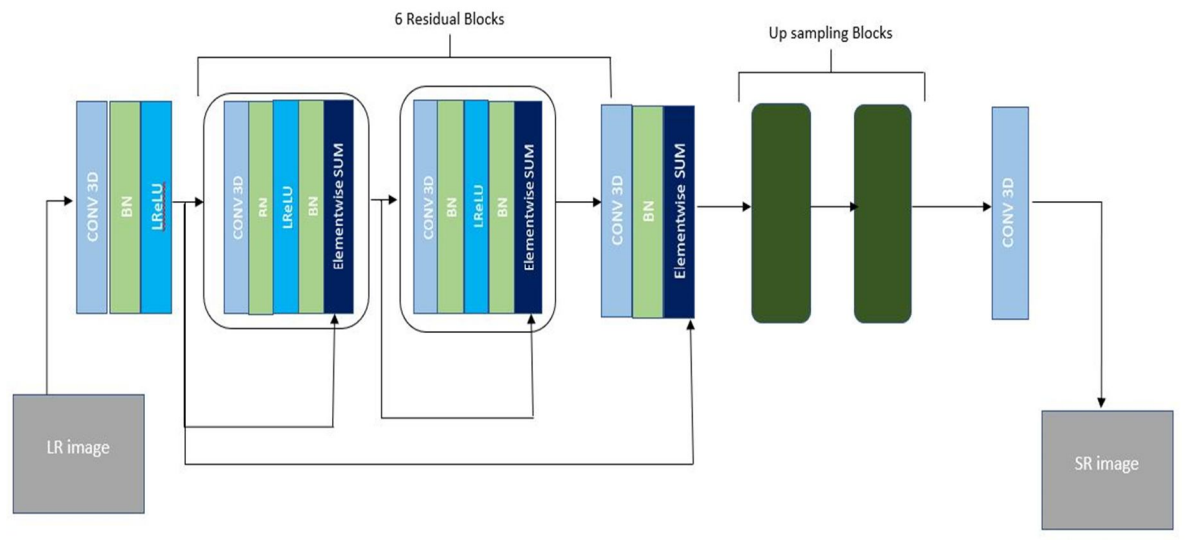 6 Residual Blocks
Up sampling Blocks
CONV 3D
BN
LReLU
CONV 3D
BN
LReLU
BN
Elementwise SUM
CONV 3D
BN
LReLU
BN
Elementwise SUM
CONV 3D
BN
Elementwise SUM
CONV 3D
LR image
SR image